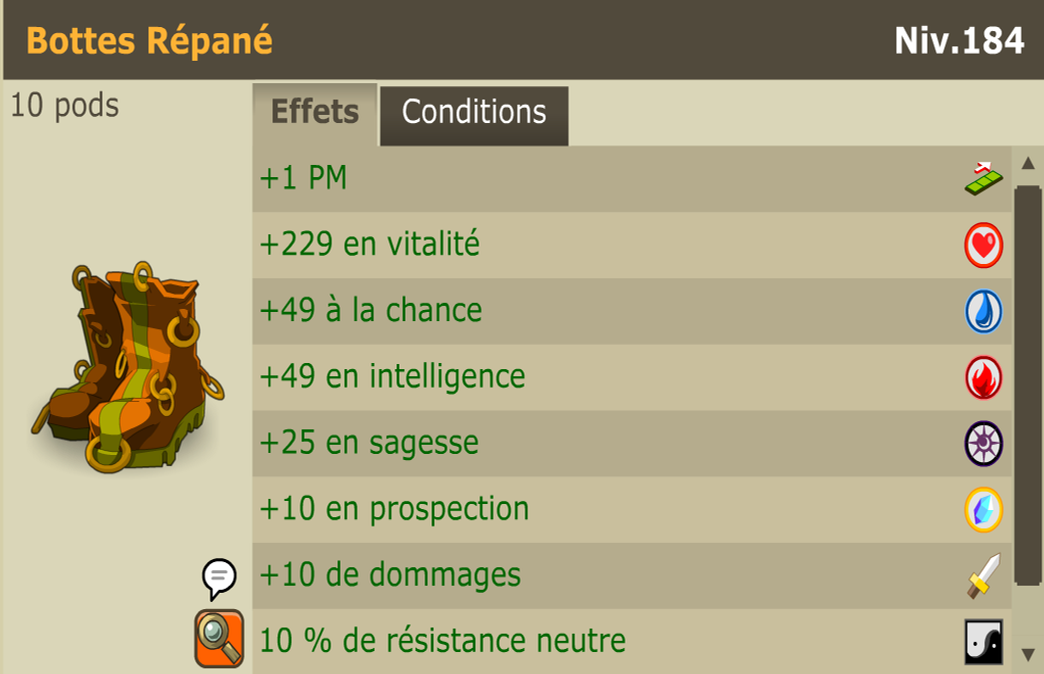 Bottes Répané
Niv.184
10 pods
Effets
Conditions
+1 PM
+229 en vitalité
+49 à la chance
+49 en intelligence
+25 en sagesse
+10 en prospection
+10 de dommages
10 % de résistance neutre